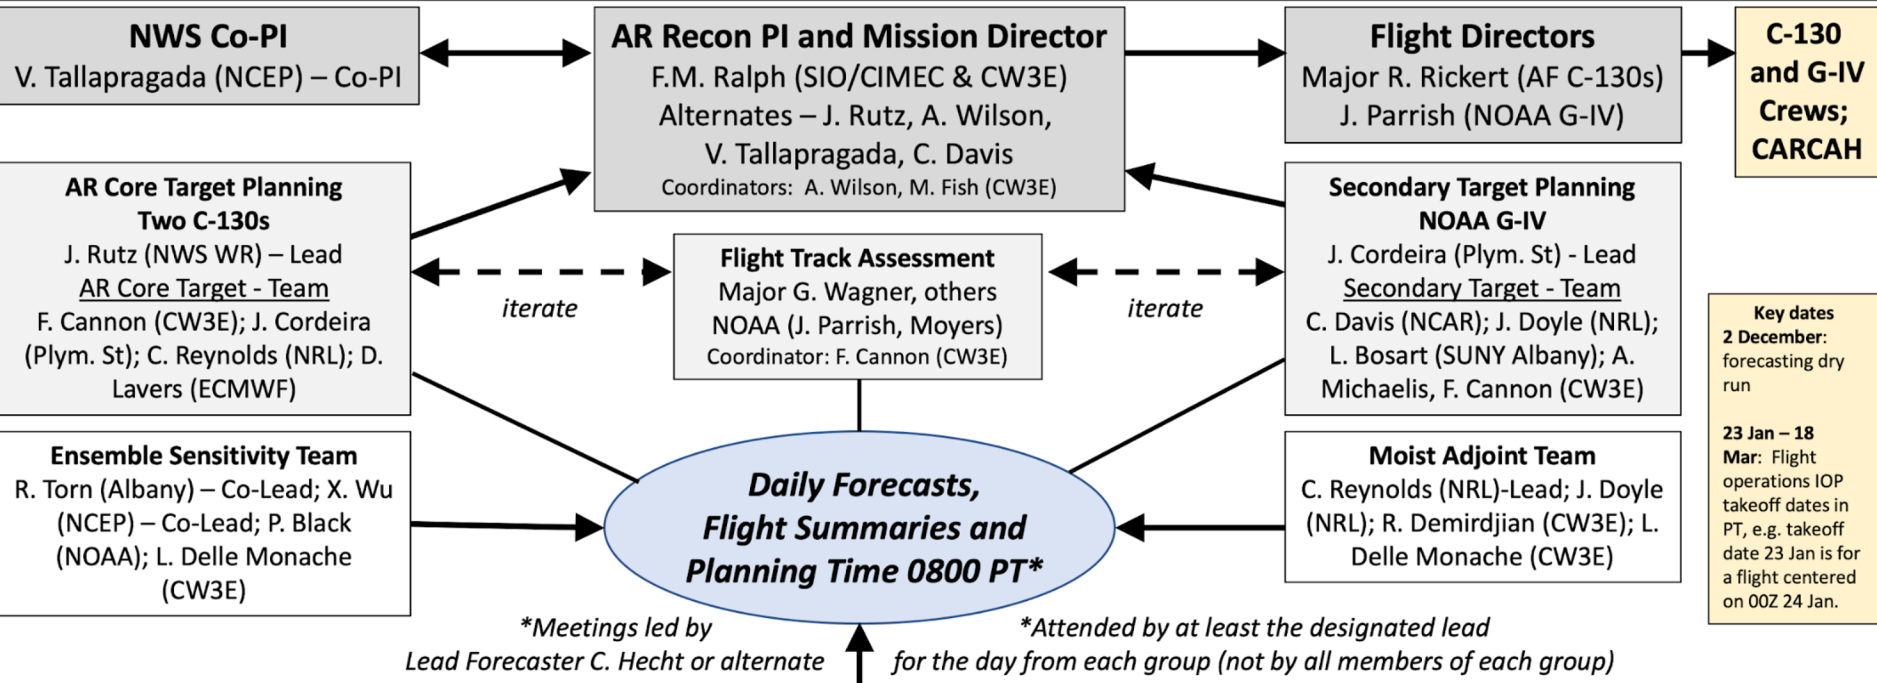 NWS Co-PI
V. Tallapragada (NCEP) – Co-PI
AR Recon PI and Mission Director
F.M. Ralph (SIO/CIMEC & CW3E)
Alternates – J. Rutz, A. Wilson,
V. Tallapragada, C. Davis
Coordinators: A. Wilson, M. Fish (CW3E)
Flight Directors
Major R. Rickert (AF C-130s)
J. Parrish (NOAA G-IV)
C-130
and G-IV
Crews;
CARCAH
AR Core Target Planning
Two C-130s
J. Rutz (NWS WR) – Lead
AR Core Target - Team
F. Cannon (CW3E); J. Cordeira
(Plym. St); C. Reynolds (NRL); D.
Lavers (ECMWF)
iterate
Flight Track Assessment
Major G. Wagner, others
NOAA (J. Parrish, Moyers)
Coordinator: F. Cannon (CW3E)
iterate
Secondary Target Planning
NOAA G-IV
J. Cordeira (Plym. St) - Lead
Secondary Target - Team
C. Davis (NCAR); J. Doyle (NRL);
L. Bosart (SUNY Albany); A.
Michaelis, F. Cannon (CW3E)
Key dates
2 December:
forecasting dry
run
23 Jan – 18
Mar: Flight
operations IOP
takeoff dates in
PT, e.g. takeoff
date 23 Jan is for
a flight centered
on 00Z 24 Jan.
Ensemble Sensitivity Team
R. Torn (Albany) – Co-Lead; X. Wu
(NCEP) – Co-Lead; P. Black
(NOAA); L. Delle Monache
(CW3E)
Daily Forecasts,
Flight Summaries and
Planning Time 0800 PT*
Moist Adjoint Team
C. Reynolds (NRL)-Lead; J. Doyle
(NRL); R. Demirdjian (CW3E); L.
Delle Monache (CW3E)
*Meetings led by
Lead Forecaster C. Hecht or alternate
*Attended by at least the designated lead
for the day from each group (not by all members of each group)